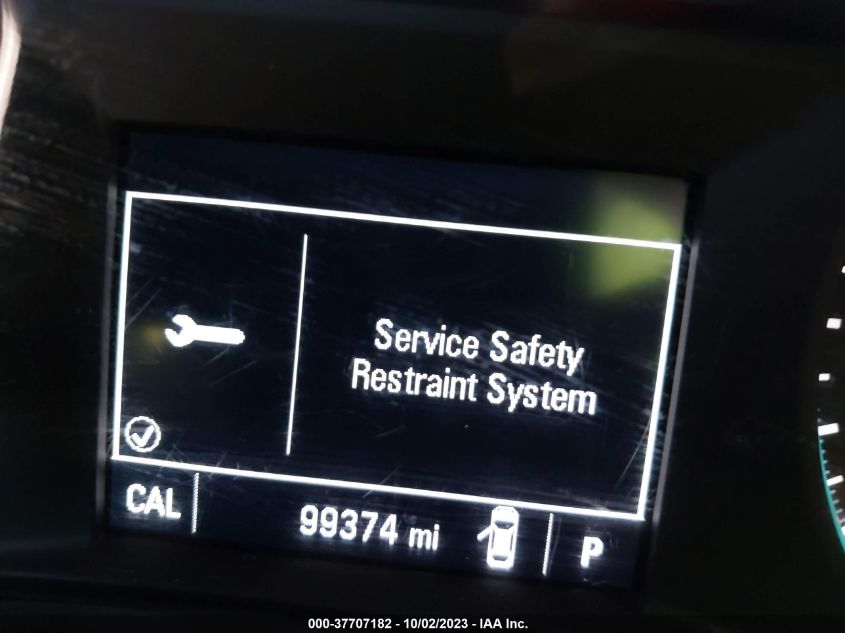 Service Safety
Restraint System
CAL 99374 mi P
000-37707182 - 10/02/2023 - IAA Inc.